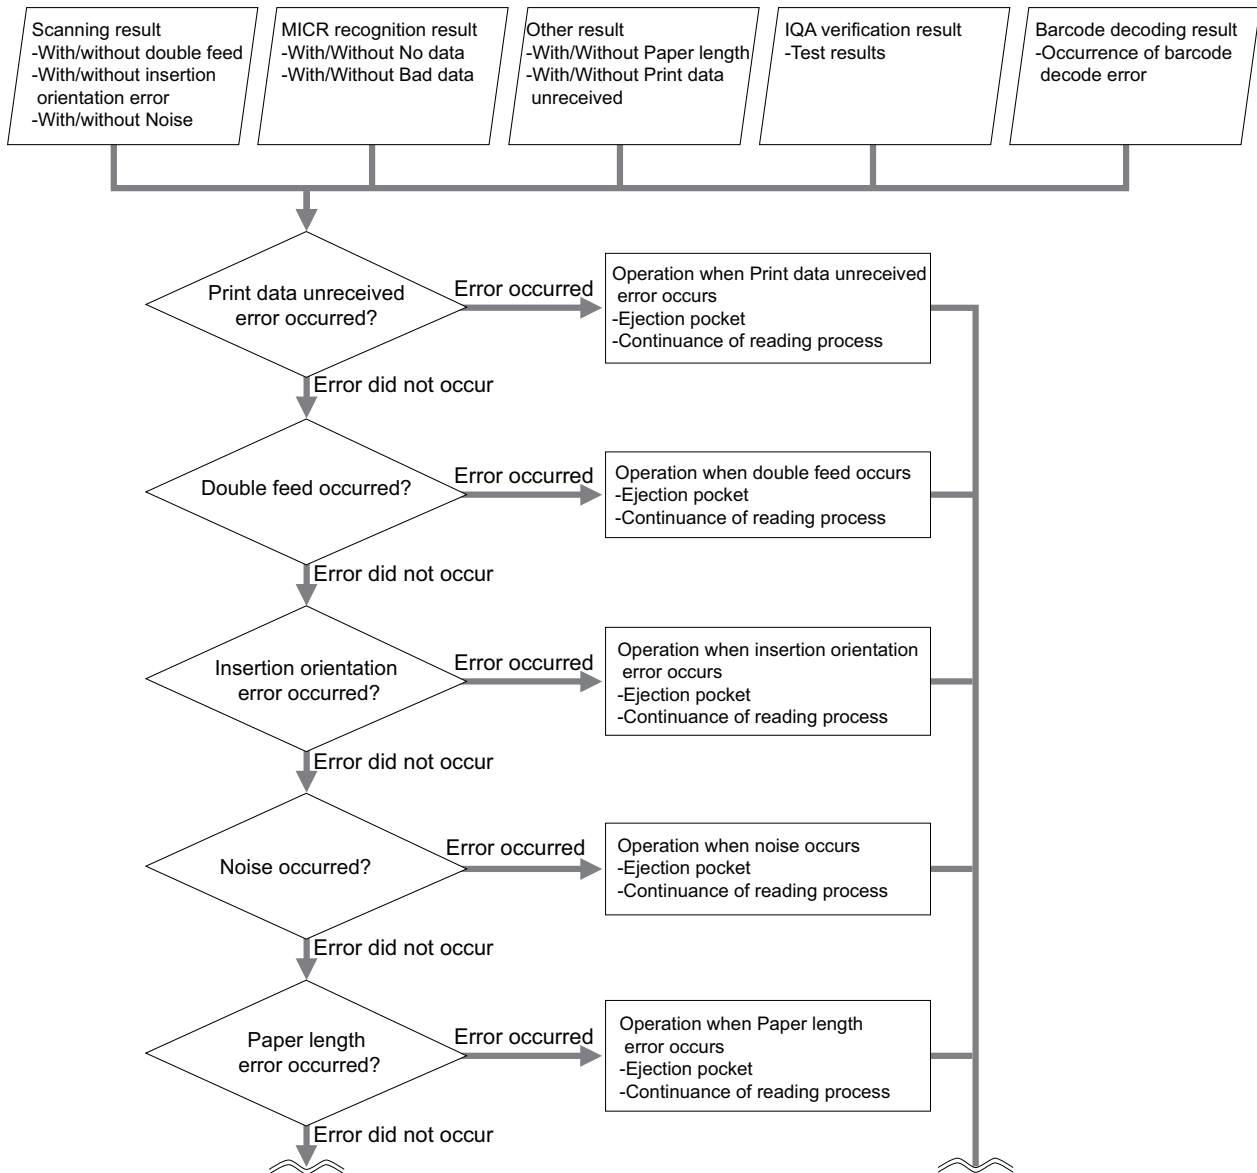 Scanning result
-With/without double feed
-With/without insertion
orientation error
-With/without Noise
MICR recognition result
-With/Without No data
-With/Without Bad data
Other result
-With/Without Paper length
-With/Without Print data
unreceived
IQA verification result
-Test results
Barcode decoding result
-Occurrence of barcode
decode error
Print data unreceived
error occurred?
Error occurred
Operation when Print data unreceived
error occurs
-Ejection pocket
-Continuance of reading process
Error did not occur
Double feed occurred?
Error occurred
Operation when double feed occurs
-Ejection pocket
-Continuance of reading process
Error did not occur
Insertion orientation
error occurred?
Error occurred
Operation when insertion orientation
error occurs
-Ejection pocket
-Continuance of reading process
Error did not occur
Noise occurred?
Error occurred
Operation when noise occurs
-Ejection pocket
-Continuance of reading process
Error did not occur
Paper length
error occurred?
Error occurred
Operation when Paper length
error occurs
-Ejection pocket
-Continuance of reading process
Error did not occur